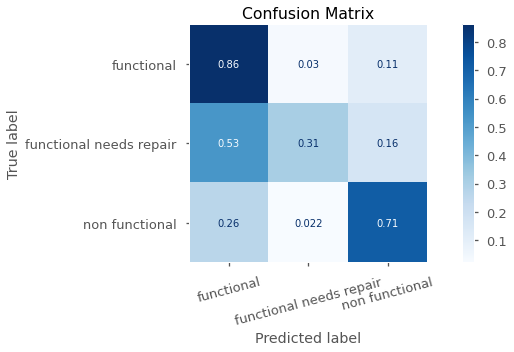 Confusion Matrix
True label
functional
0.86 0.03 0.11
functional needs repair
0.53 0.31 0.16
non functional
0.26 0.022 0.71
functional
functional needs repair
non functional
Predicted label
0.8
0.7
0.6
0.5
0.4
0.3
0.2
0.1